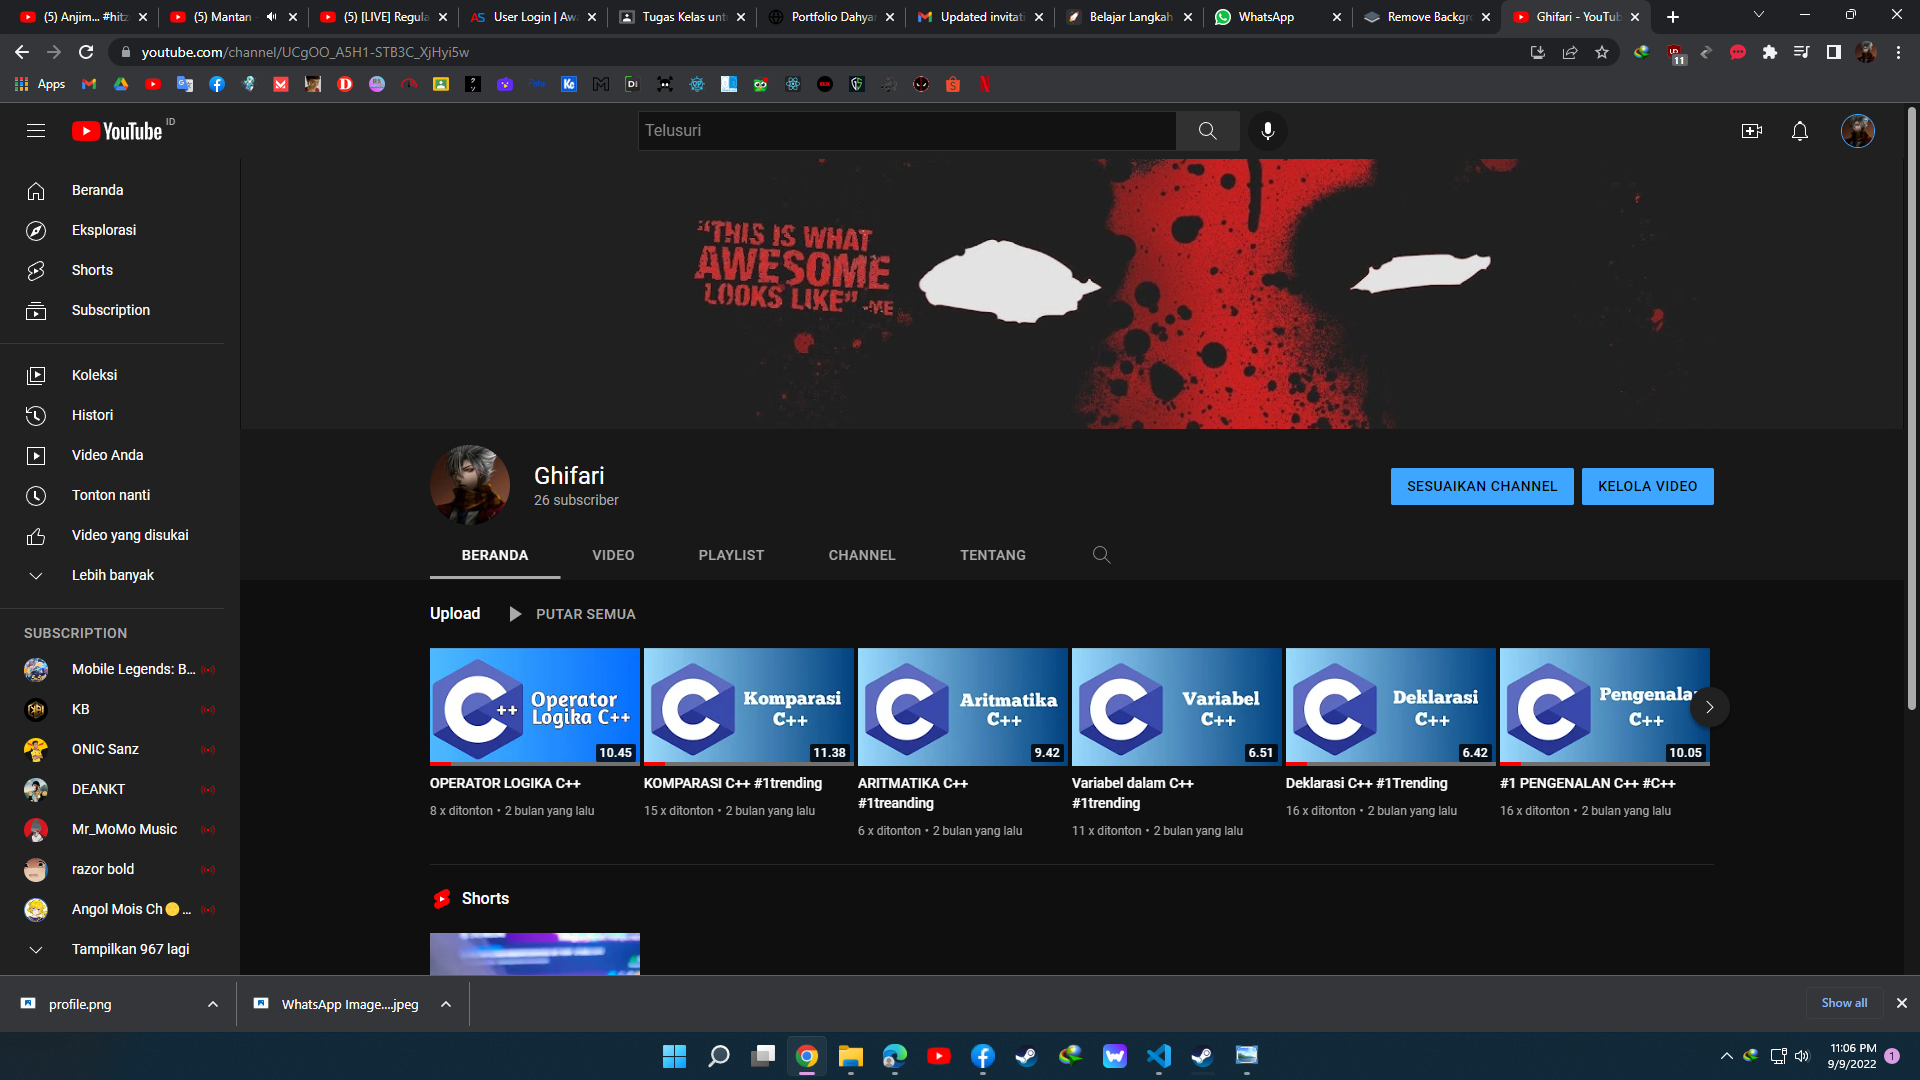 (5) Anjim... #hitz
(5) Mantan -
(5) [LIVE] Regula
User Login | Awa
Tugas Kelas unt
Portfolio Dahyar
Updated invitati
Belajar Langkah
WhatsApp
Remove Backgr
Ghifari - YouTub
youtube.com/channel/UCgOO_A5H1-STB3C_XjHyi5w
11
Apps
YouTube ID
Telusuri
Beranda
Eksplorasi
Shorts
Subscription
Koleksi
Histori
Video Anda
Tonton nanti
Video yang disukai
Lebih banyak
SUBSCRIPTION
Mobile Legends: B...
KB
ONIC Sanz
DEANKT
Mr_MoMo Music
razor bold
Angol Mois Ch🟡...
Tampilkan 967 lagi
"THIS IS WHAT
AWESOME
LOOKS LIKE" -ME
Ghifari
26 subscriber
SESUAIKAN CHANNEL
KELOLA VIDEO
BERANDA
VIDEO
PLAYLIST
CHANNEL
TENTANG
Upload
PUTAR SEMUA
C++ Operator
Logika C++
10.45
OPERATOR LOGIKA C++
8 x ditonton • 2 bulan yang lalu
C Komparasi
C++
11.38
KOMPARASI C++ #1trending
15 x ditonton • 2 bulan yang lalu
C Aritmatika
C++
9.42
ARITMATIKA C++
#1treanding
6 x ditonton • 2 bulan yang lalu
C Variabel
C++
6.51
Variabel dalam C++
#1trending
11 x ditonton • 2 bulan yang lalu
C Deklarasi
C++
6.42
Deklarasi C++ #1Trending
16 x ditonton • 2 bulan yang lalu
C Pengenalan
C++
10.05
#1 PENGENALAN C++ #C++
16 x ditonton • 2 bulan yang lalu
Shorts
profile.png
WhatsApp Image....jpeg
Show all
11:06 PM
9/9/2022
1